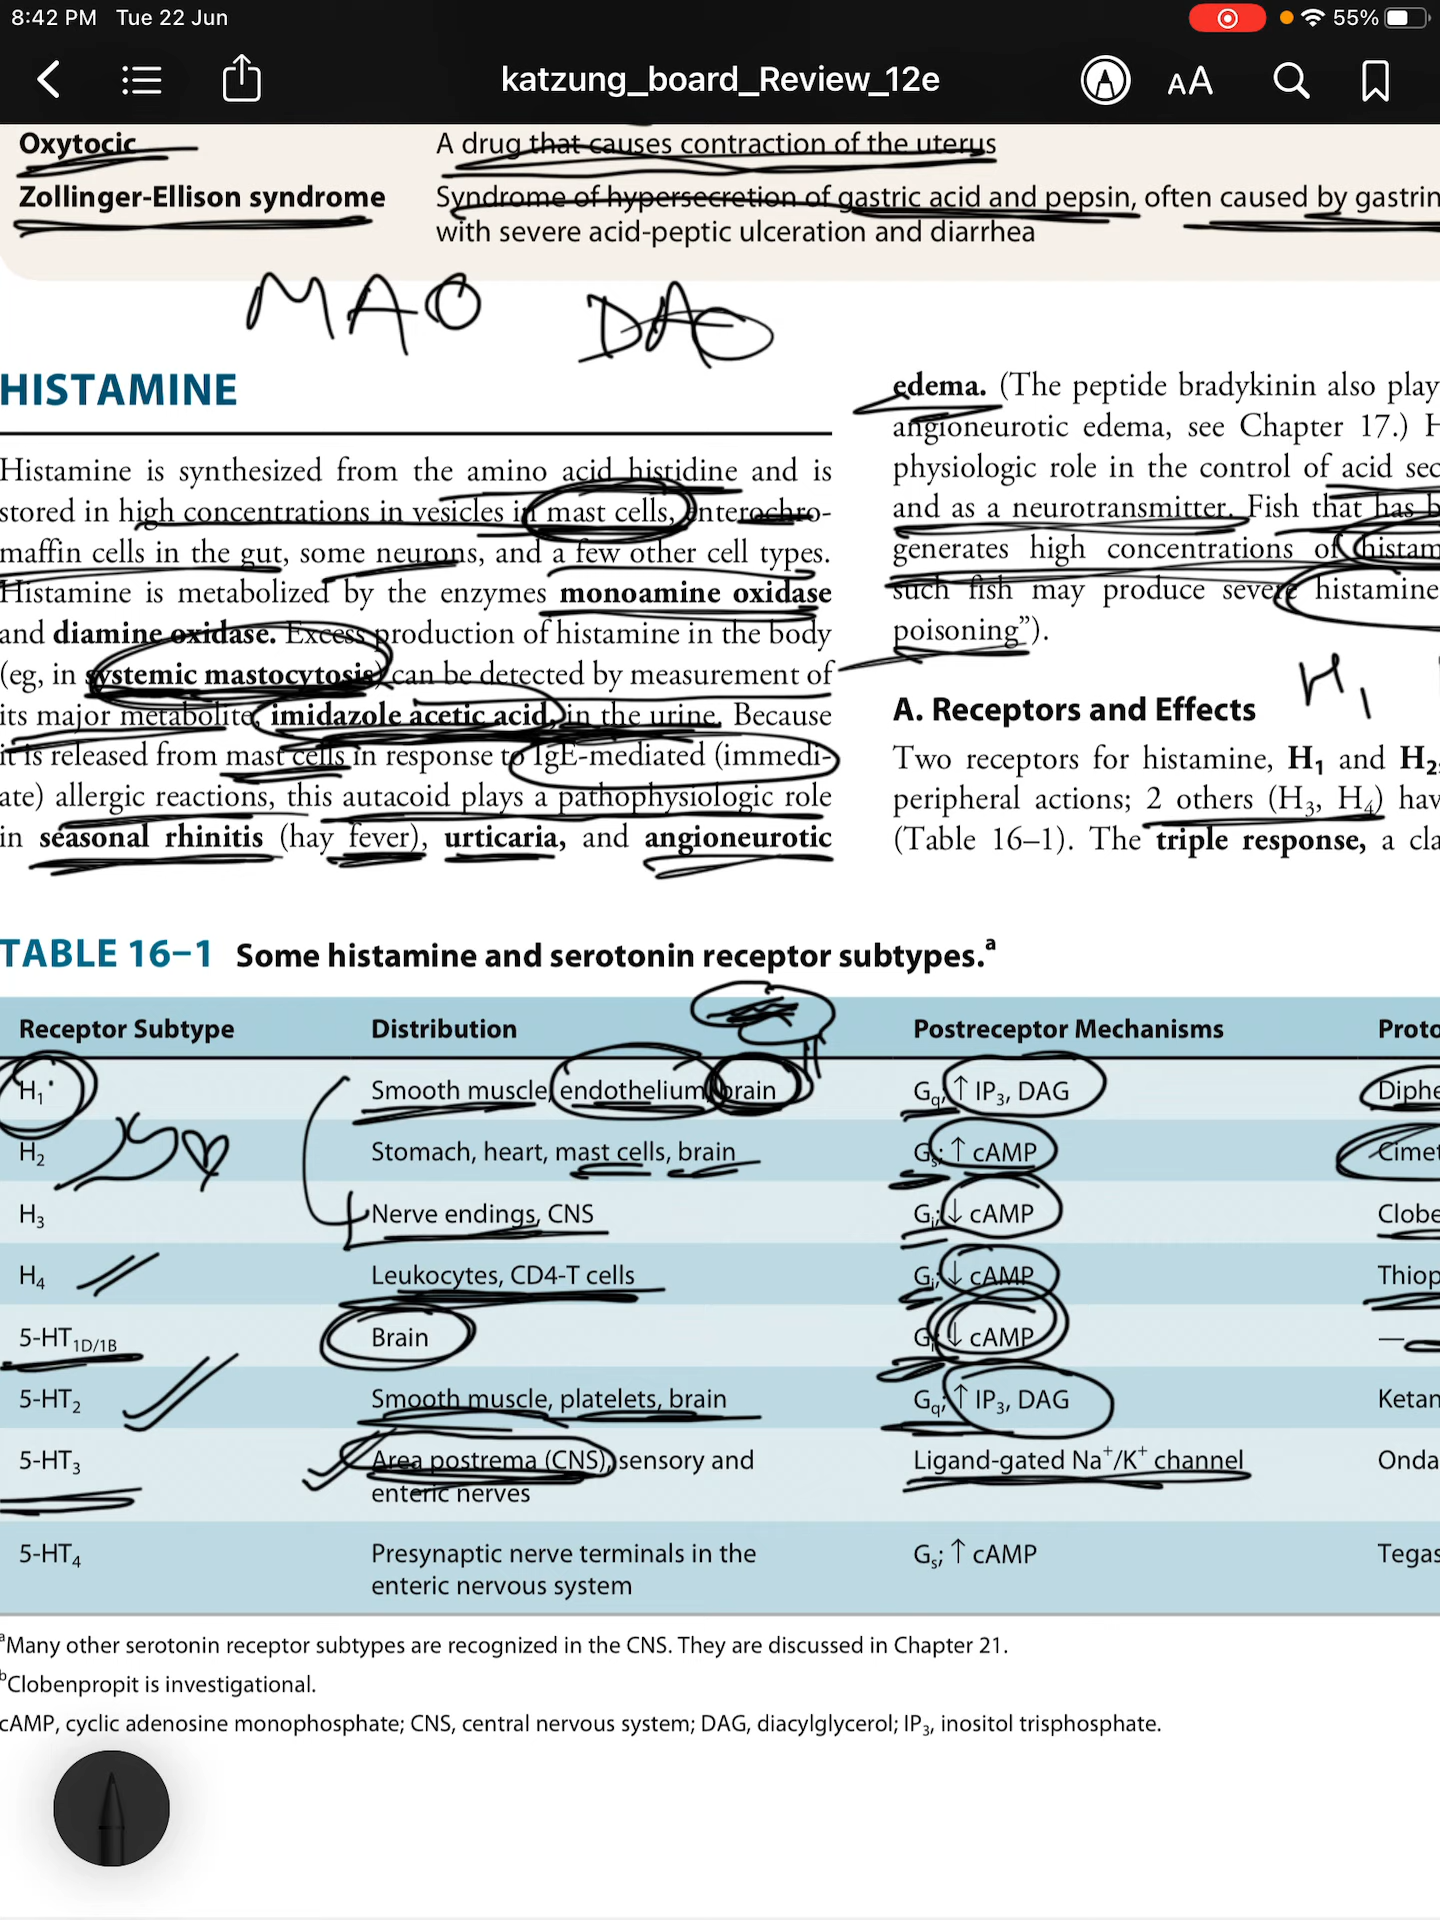 8:42 PM Tue 22 Jun
55%
katzung_board_Review_12e
AA
Oxytocic A drug that causes contraction of the uterus
Zollinger-Ellison syndrome Syndrome of hypersecretion of gastric acid and pepsin, often caused by gastrin
with severe acid-peptic ulceration and diarrhea
MAO DAO
HISTAMINE
Histamine is synthesized from the amino acid histidine and is
stored in high concentrations in vesicles in mast cells, enterochro-
maffin cells in the gut, some neurons, and a few other cell types.
Histamine is metabolized by the enzymes monoamine oxidase
and diamine oxidase. Excess production of histamine in the body
(eg, in systemic mastocytosis) can be detected by measurement of
its major metabolite, imidazole acetic acid, in the urine. Because
it is released from mast cells in response to IgE-mediated (immedi-
ate) allergic reactions, this autacoid plays a pathophysiologic role
in seasonal rhinitis (hay fever), urticaria, and angioneurotic
edema. (The peptide bradykinin also play
angioneurotic edema, see Chapter 17.) H
physiologic role in the control of acid sec
and as a neurotransmitter. Fish that has b
generates high concentrations of histam
such fish may produce severe histamine
poisoning”).
H1
A. Receptors and Effects
Two receptors for histamine, H1 and H2,
peripheral actions; 2 others (H3, H4) hav
(Table 16–1). The triple response, a cla
TABLE 16–1 Some histamine and serotonin receptor subtypes.a
Receptor Subtype Distribution Postreceptor Mechanisms Proto
H1 Smooth muscle, endothelium, brain Gq; ↑ IP3, DAG Diphe
H2 Stomach, heart, mast cells, brain Gs; ↑ cAMP Cimet
H3 Nerve endings, CNS Gi; ↓ cAMP Clobe
H4 Leukocytes, CD4-T cells Gi; ↓ cAMP Thiop
5-HT1D/1B Brain Gi; ↓ cAMP —
5-HT2 Smooth muscle, platelets, brain Gq; ↑ IP3, DAG Ketan
5-HT3 Area postrema (CNS), sensory and Ligand-gated Na+/K+ channel Onda
enteric nerves
5-HT4 Presynaptic nerve terminals in the Gs; ↑ cAMP Tegas
enteric nervous system
aMany other serotonin receptor subtypes are recognized in the CNS. They are discussed in Chapter 21.
bClobenpropit is investigational.
cAMP, cyclic adenosine monophosphate; CNS, central nervous system; DAG, diacylglycerol; IP3, inositol trisphosphate.